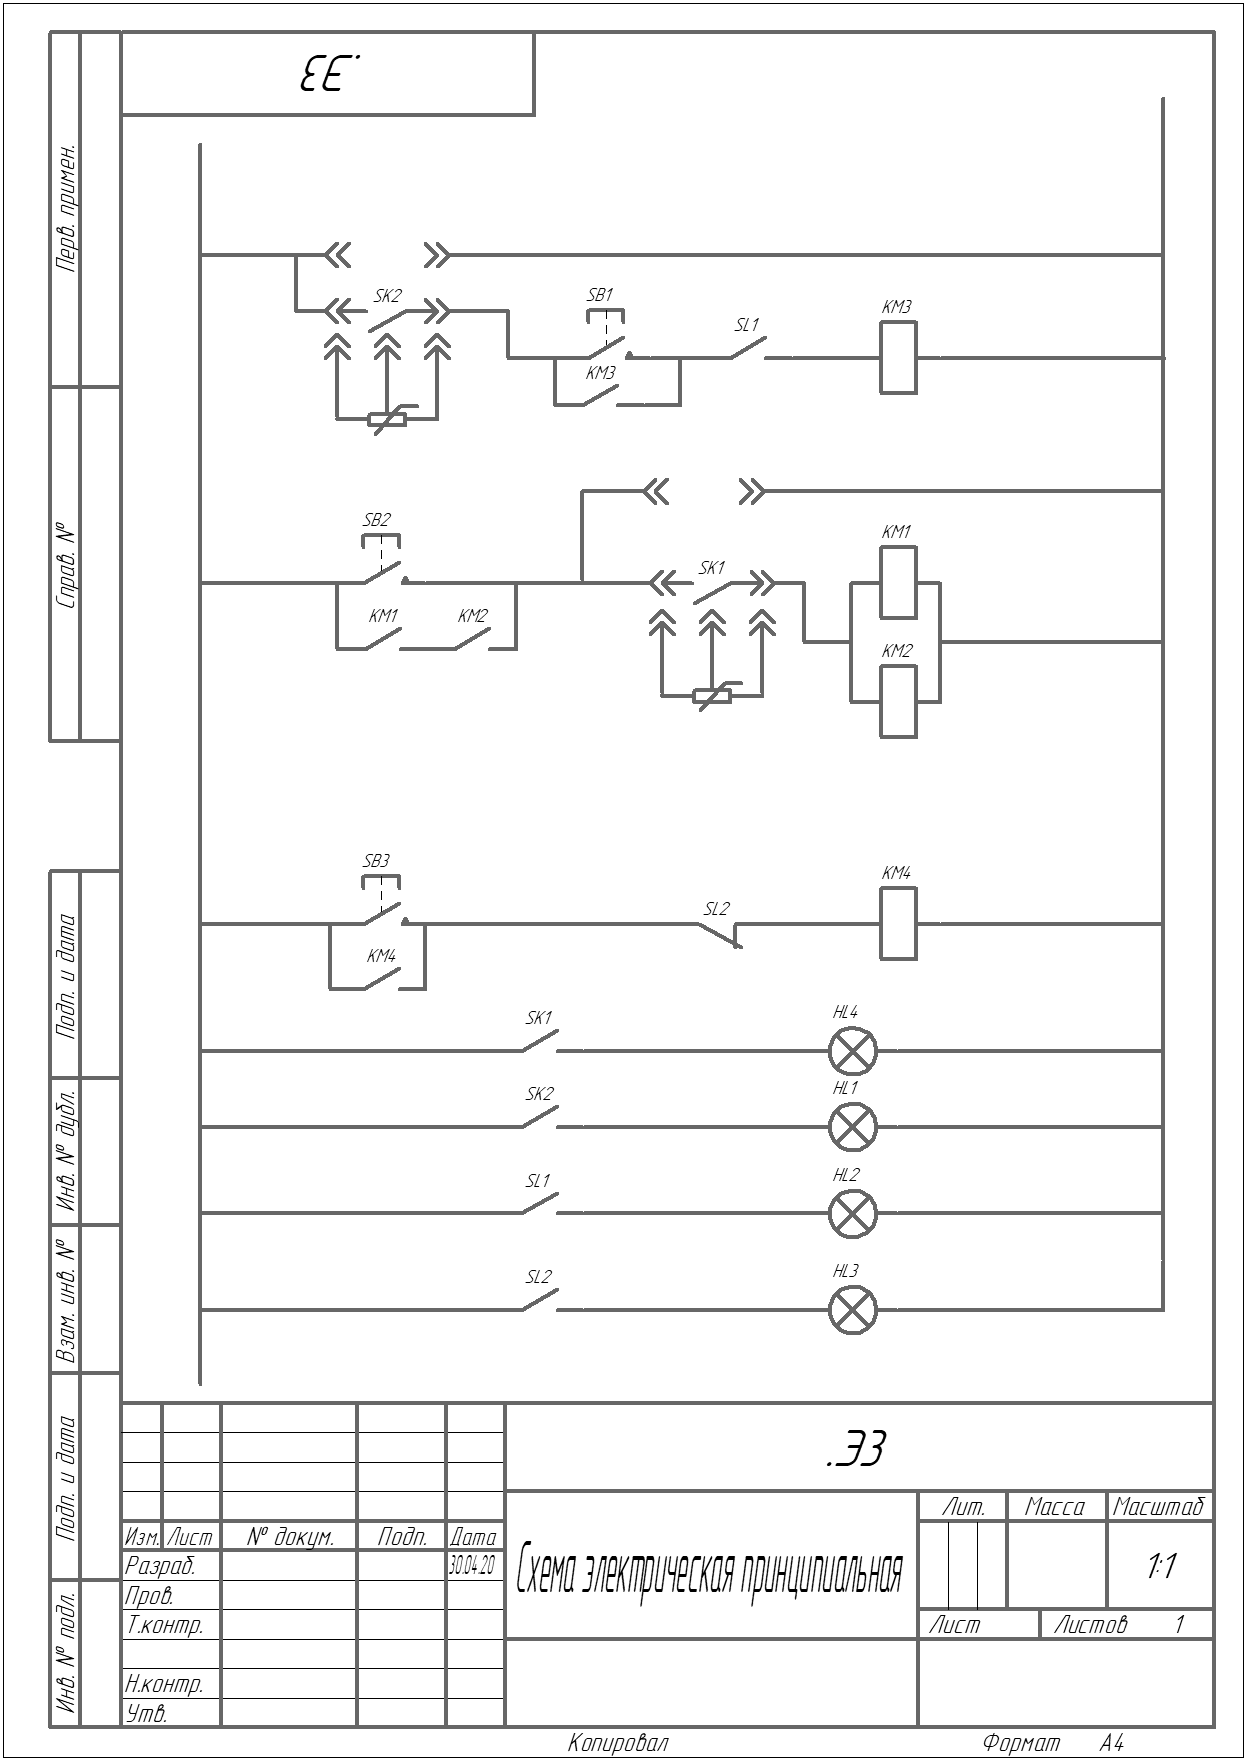 .ЭЗ
Перв. примен.
SK2
SB1
SL1
KM3
KM3
Справ. №
SB2
SK1
KM1
KM1
KM2
KM2
SB3
SL2
KM4
KM4
Подп. и дата
SK1
HL4
Инв. № дубл.
SK2
HL1
SL1
HL2
Взам. инв. №
SL2
HL3
Подп. и дата
Инв. № подл.
.ЭЗ
Изм. Лист № докум. Подп. Дата
Разраб. 30.04.20
Пров.
Т.контр.
Н.контр.
Утв.
Схема электрическая принципиальная
Лит. Масса Масштаб
1:1
Лист Листов 1
Копировал Формат А4